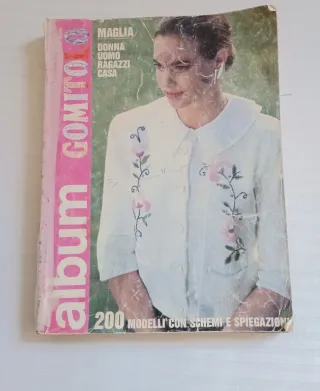 album GOMITOLO
MAGLIA
DONNA
UOMO
RAGAZZI
CASA
200 MODELLI CON SCHEMI E SPIEGAZIONI